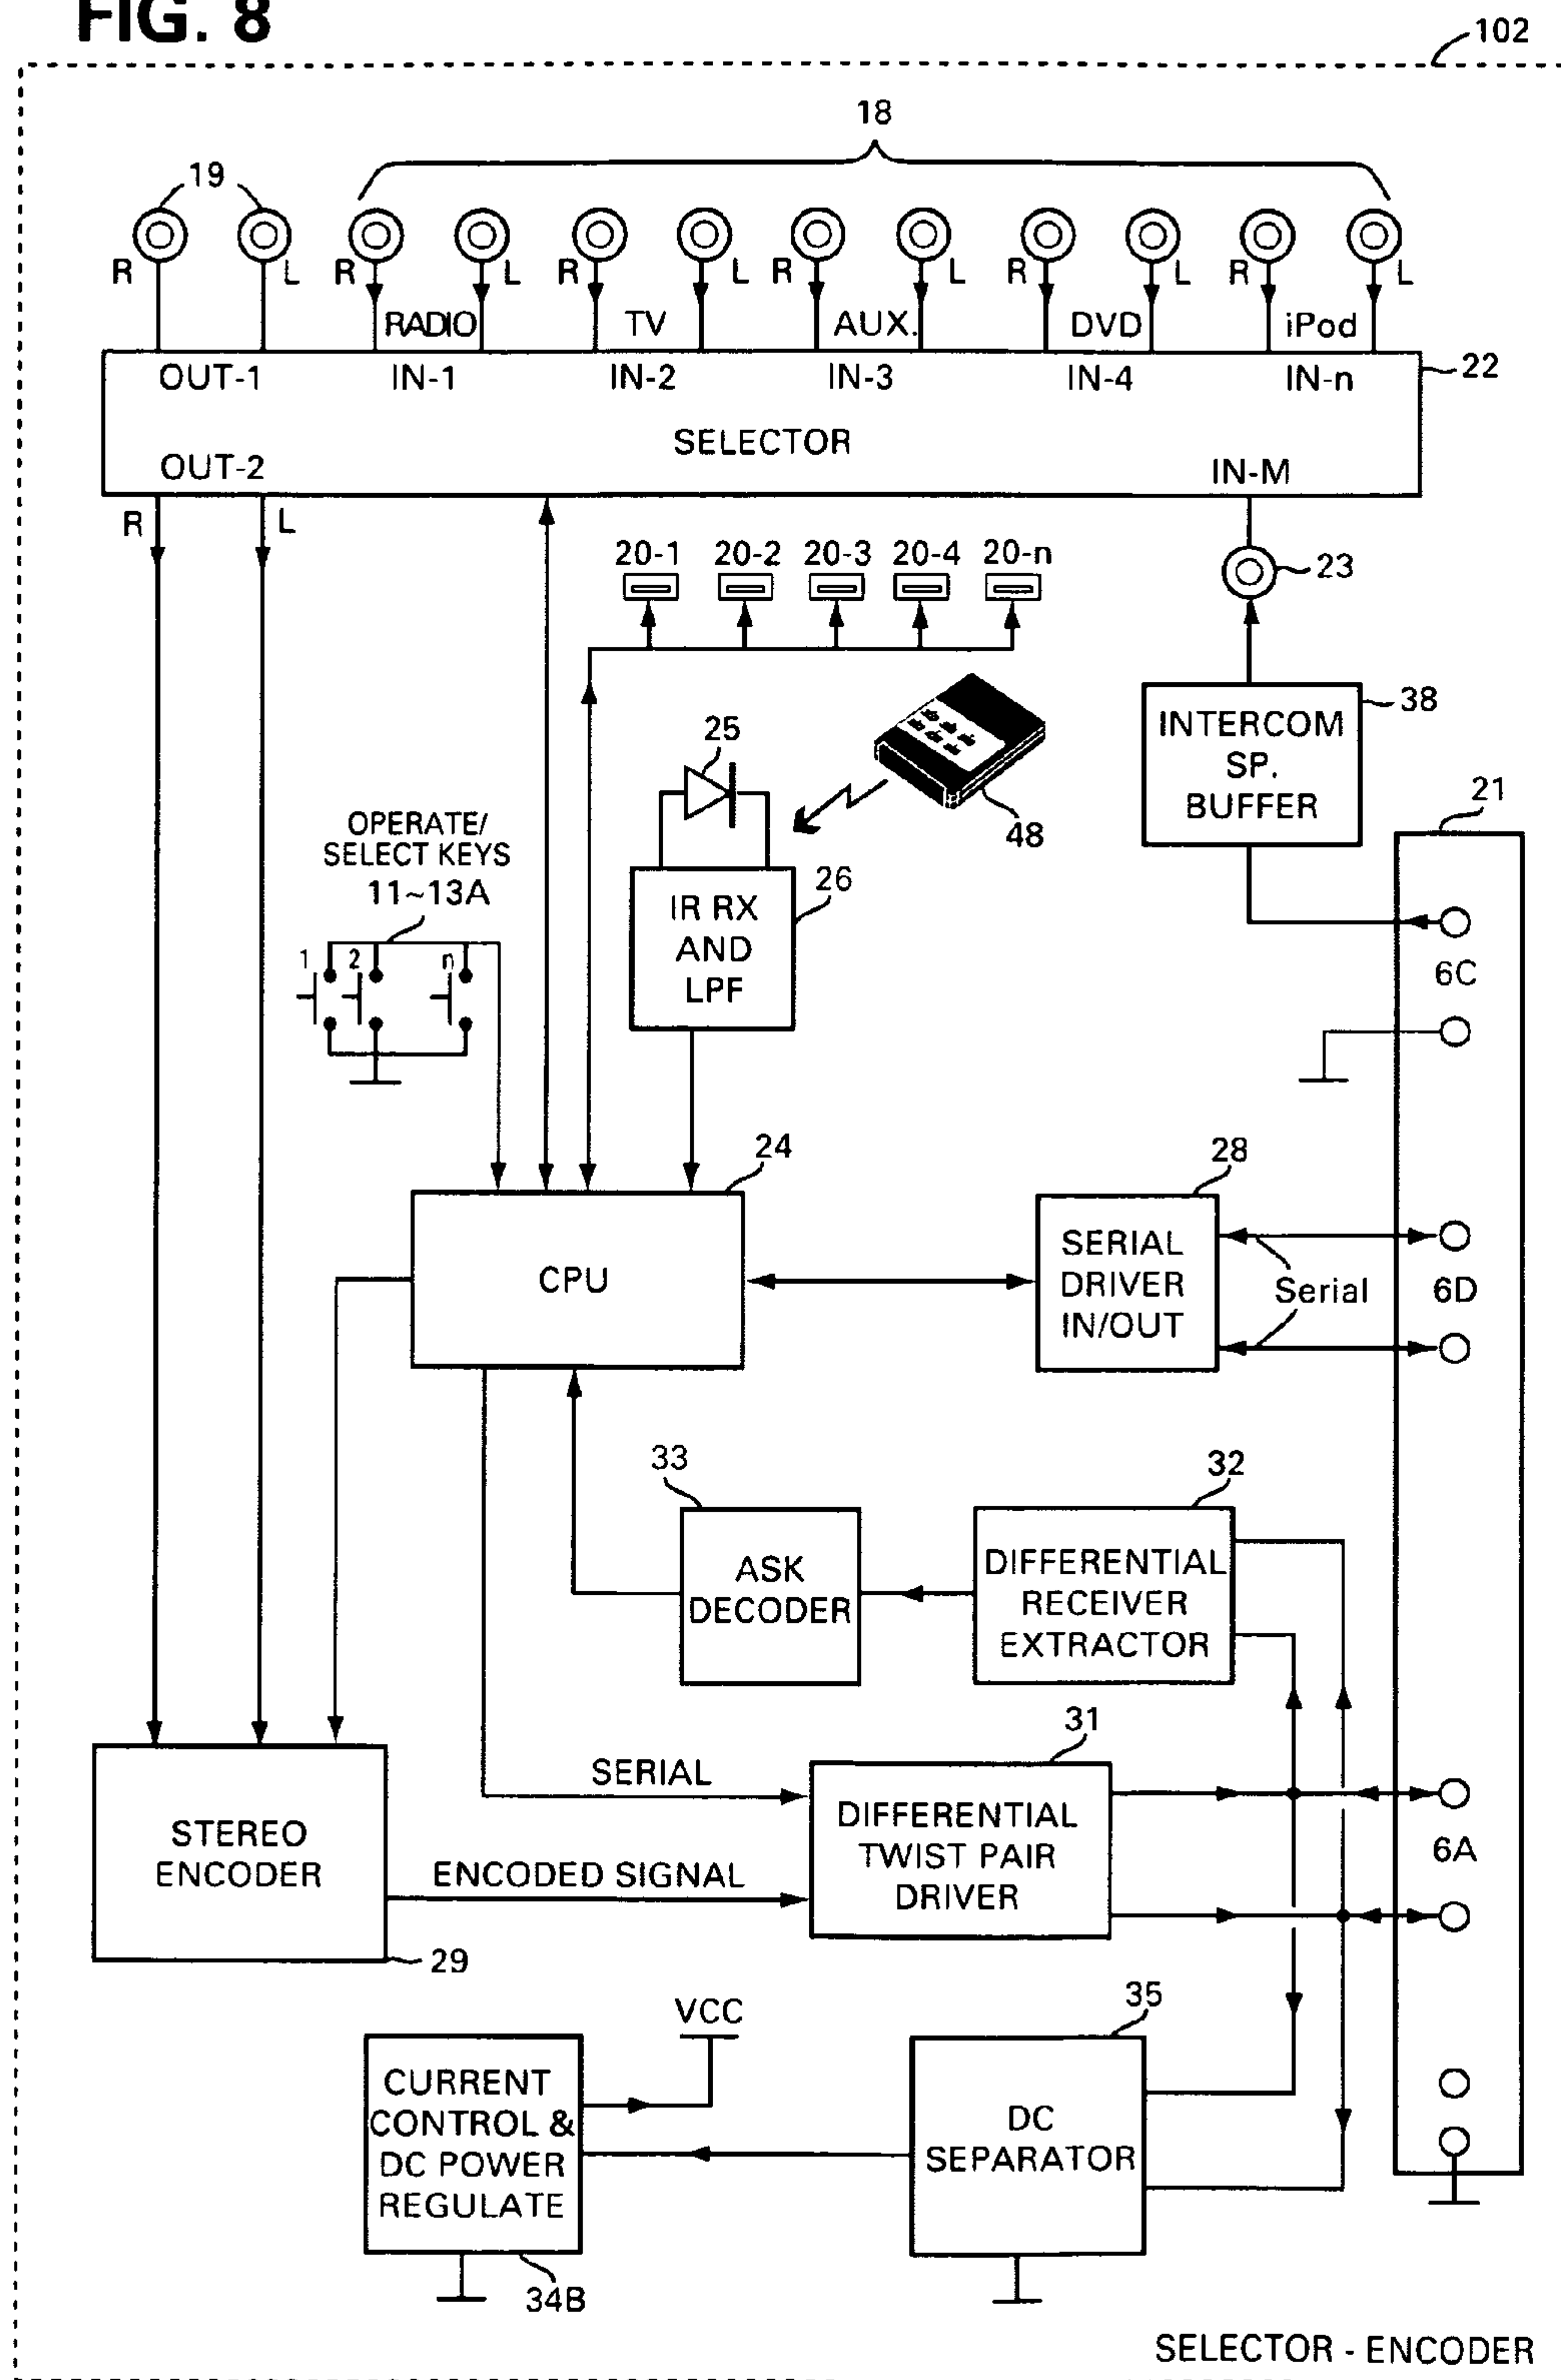 FIG. 8
102
18
19
R L R L R L R L R L R L
RADIO TV AUX. DVD iPod
OUT-1 IN-1 IN-2 IN-3 IN-4 IN-n
22
SELECTOR
OUT-2 IN-M
R L
20-1 20-2 20-3 20-4 20-n
23
38
INTERCOM
SP.
BUFFER
25
48
21
OPERATE/
SELECT KEYS
11~13A
26
IR RX
AND
LPF
1 2 n
6C
24
28
CPU
SERIAL
DRIVER
IN/OUT
Serial
6D
33
32
ASK
DECODER
DIFFERENTIAL
RECEIVER
EXTRACTOR
31
SERIAL
DIFFERENTIAL
TWIST PAIR
DRIVER
STEREO
ENCODER
ENCODED SIGNAL
6A
29
VCC
35
CURRENT
CONTROL &
DC POWER
REGULATE
DC
SEPARATOR
34B
SELECTOR - ENCODER